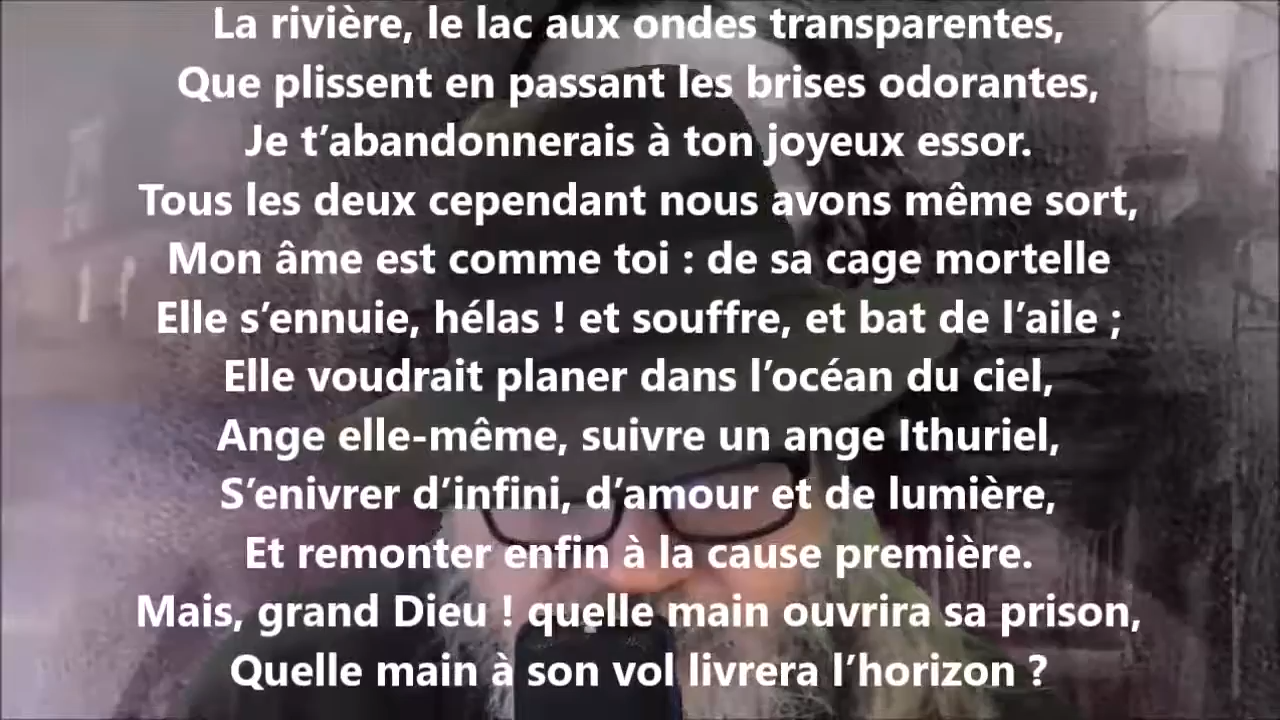 La rivière, le lac aux ondes transparentes,
Que plissent en passant les brises odorantes,
Je t’abandonnerais à ton joyeux essor.
Tous les deux cependant nous avons même sort,
Mon âme est comme toi : de sa cage mortelle
Elle s’ennuie, hélas ! et souffre, et bat de l’aile ;
Elle voudrait planer dans l’océan du ciel,
Ange elle-même, suivre un ange Ithuriel,
S’enivrer d’infini, d’amour et de lumière,
Et remonter enfin à la cause première.
Mais, grand Dieu ! quelle main ouvrira sa prison,
Quelle main à son vol livrera l’horizon ?